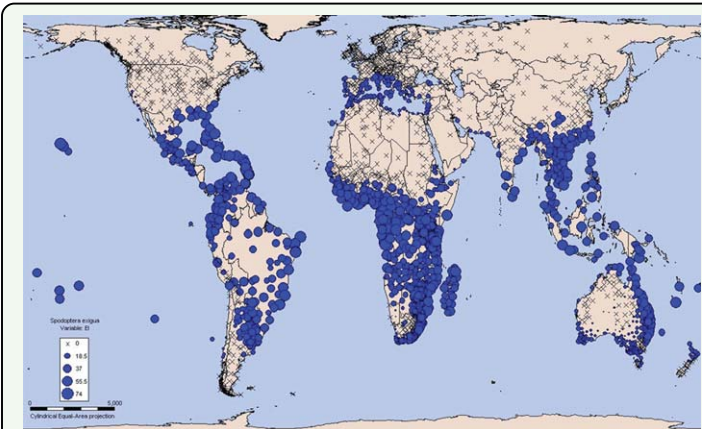 Spodoptera exigua
Variable: EI
x 0
18.5
37
55.5
74
0 5,000
Cylindrical Equal-Area projection